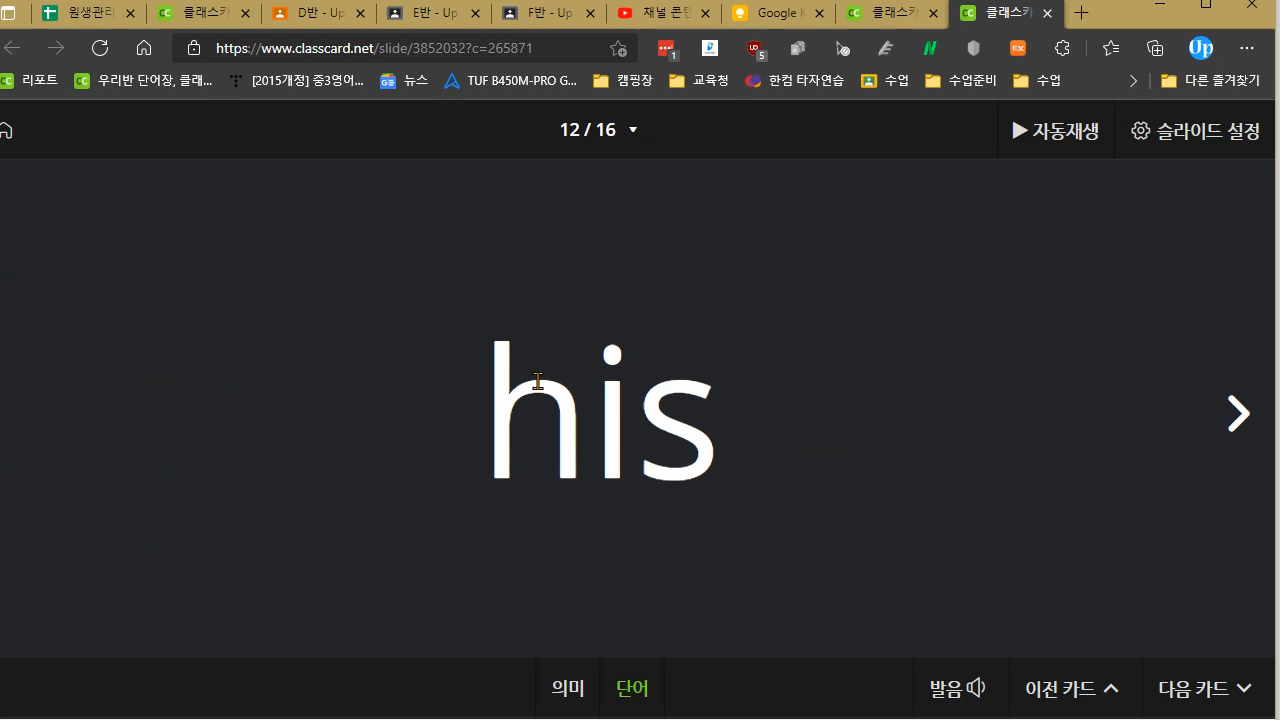 원생관리 클래스카 D반 - Up E반 - Up F반 - Up 채널 콘텐 Google K 클래스카 클래스카
https://www.classcard.net/slide/3852032?c=265871 1 5 EX Up
리포트 우리반 단어장, 클래... [2015개정] 중3영어... 뉴스 TUF B450M-PRO G... 캠핑장 교육청 한컴 타자연습 수업 수업준비 수업 다른 즐겨찾기
12 / 16 자동재생 슬라이드 설정
his
의미 단어 발음 이전 카드 다음 카드